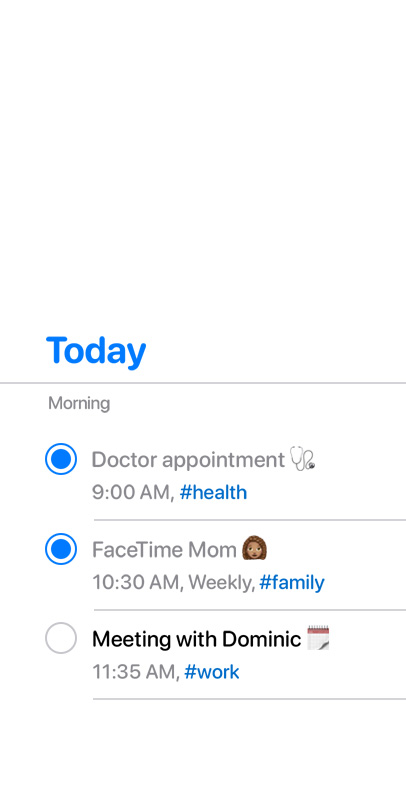 Today
Morning
Doctor appointment 🩺
9:00 AM, #health
FaceTime Mom 👩🏽‍🦱
10:30 AM, Weekly, #family
Meeting with Dominic 🗓️
11:35 AM, #work